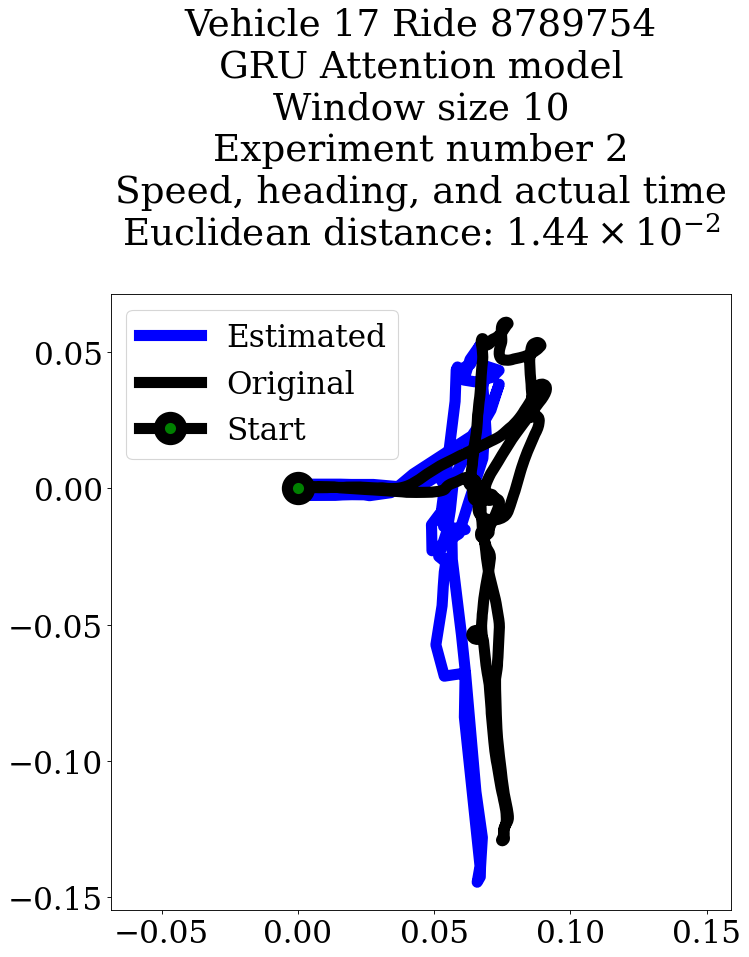 Vehicle 17 Ride 8789754
GRU Attention model
Window size 10
Experiment number 2
Speed, heading, and actual time
Euclidean distance: 1.44 × 10⁻²
Estimated
Original
Start
0.05
0.00
−0.05
−0.10
−0.15
−0.05 0.00 0.05 0.10 0.15